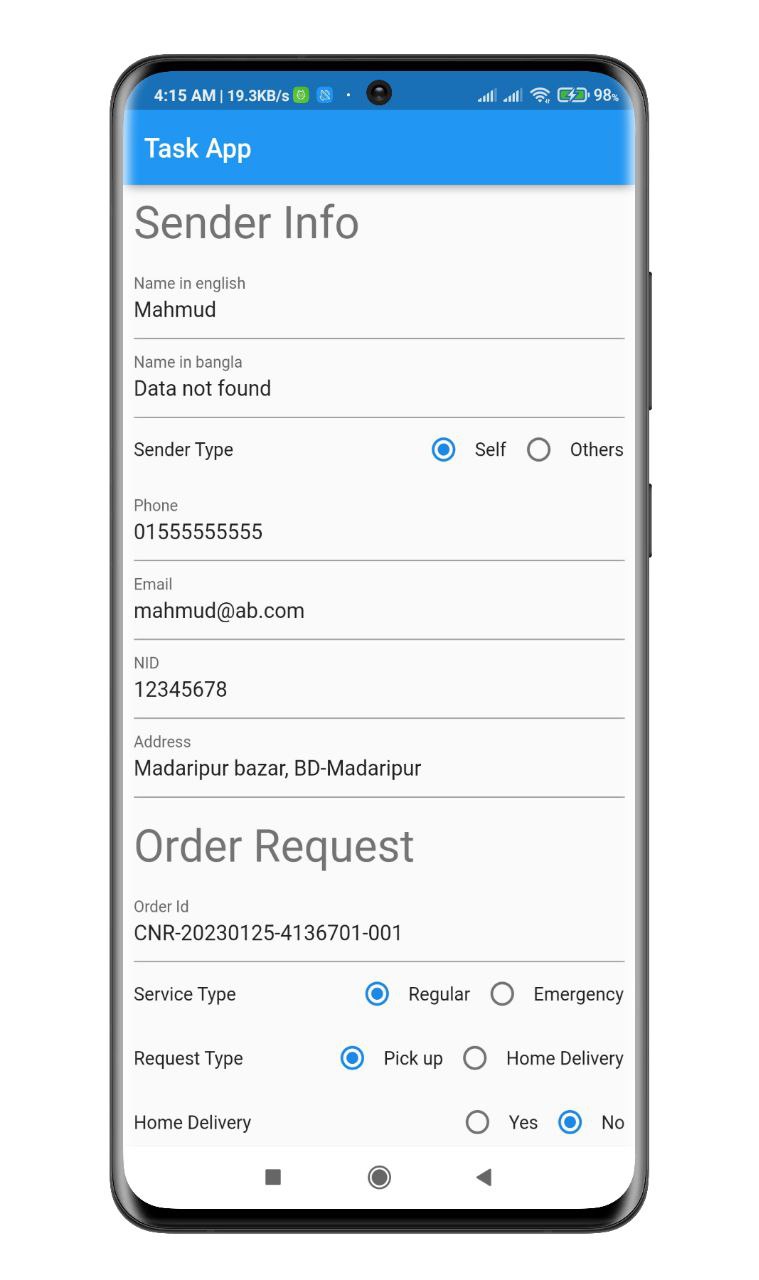 4:15 AM | 19.3KB/s 98%
Task App
Sender Info
Name in english
Mahmud
Name in bangla
Data not found
Sender Type Self Others
Phone
01555555555
Email
mahmud@ab.com
NID
12345678
Address
Madaripur bazar, BD-Madaripur
Order Request
Order Id
CNR-20230125-4136701-001
Service Type Regular Emergency
Request Type Pick up Home Delivery
Home Delivery Yes No